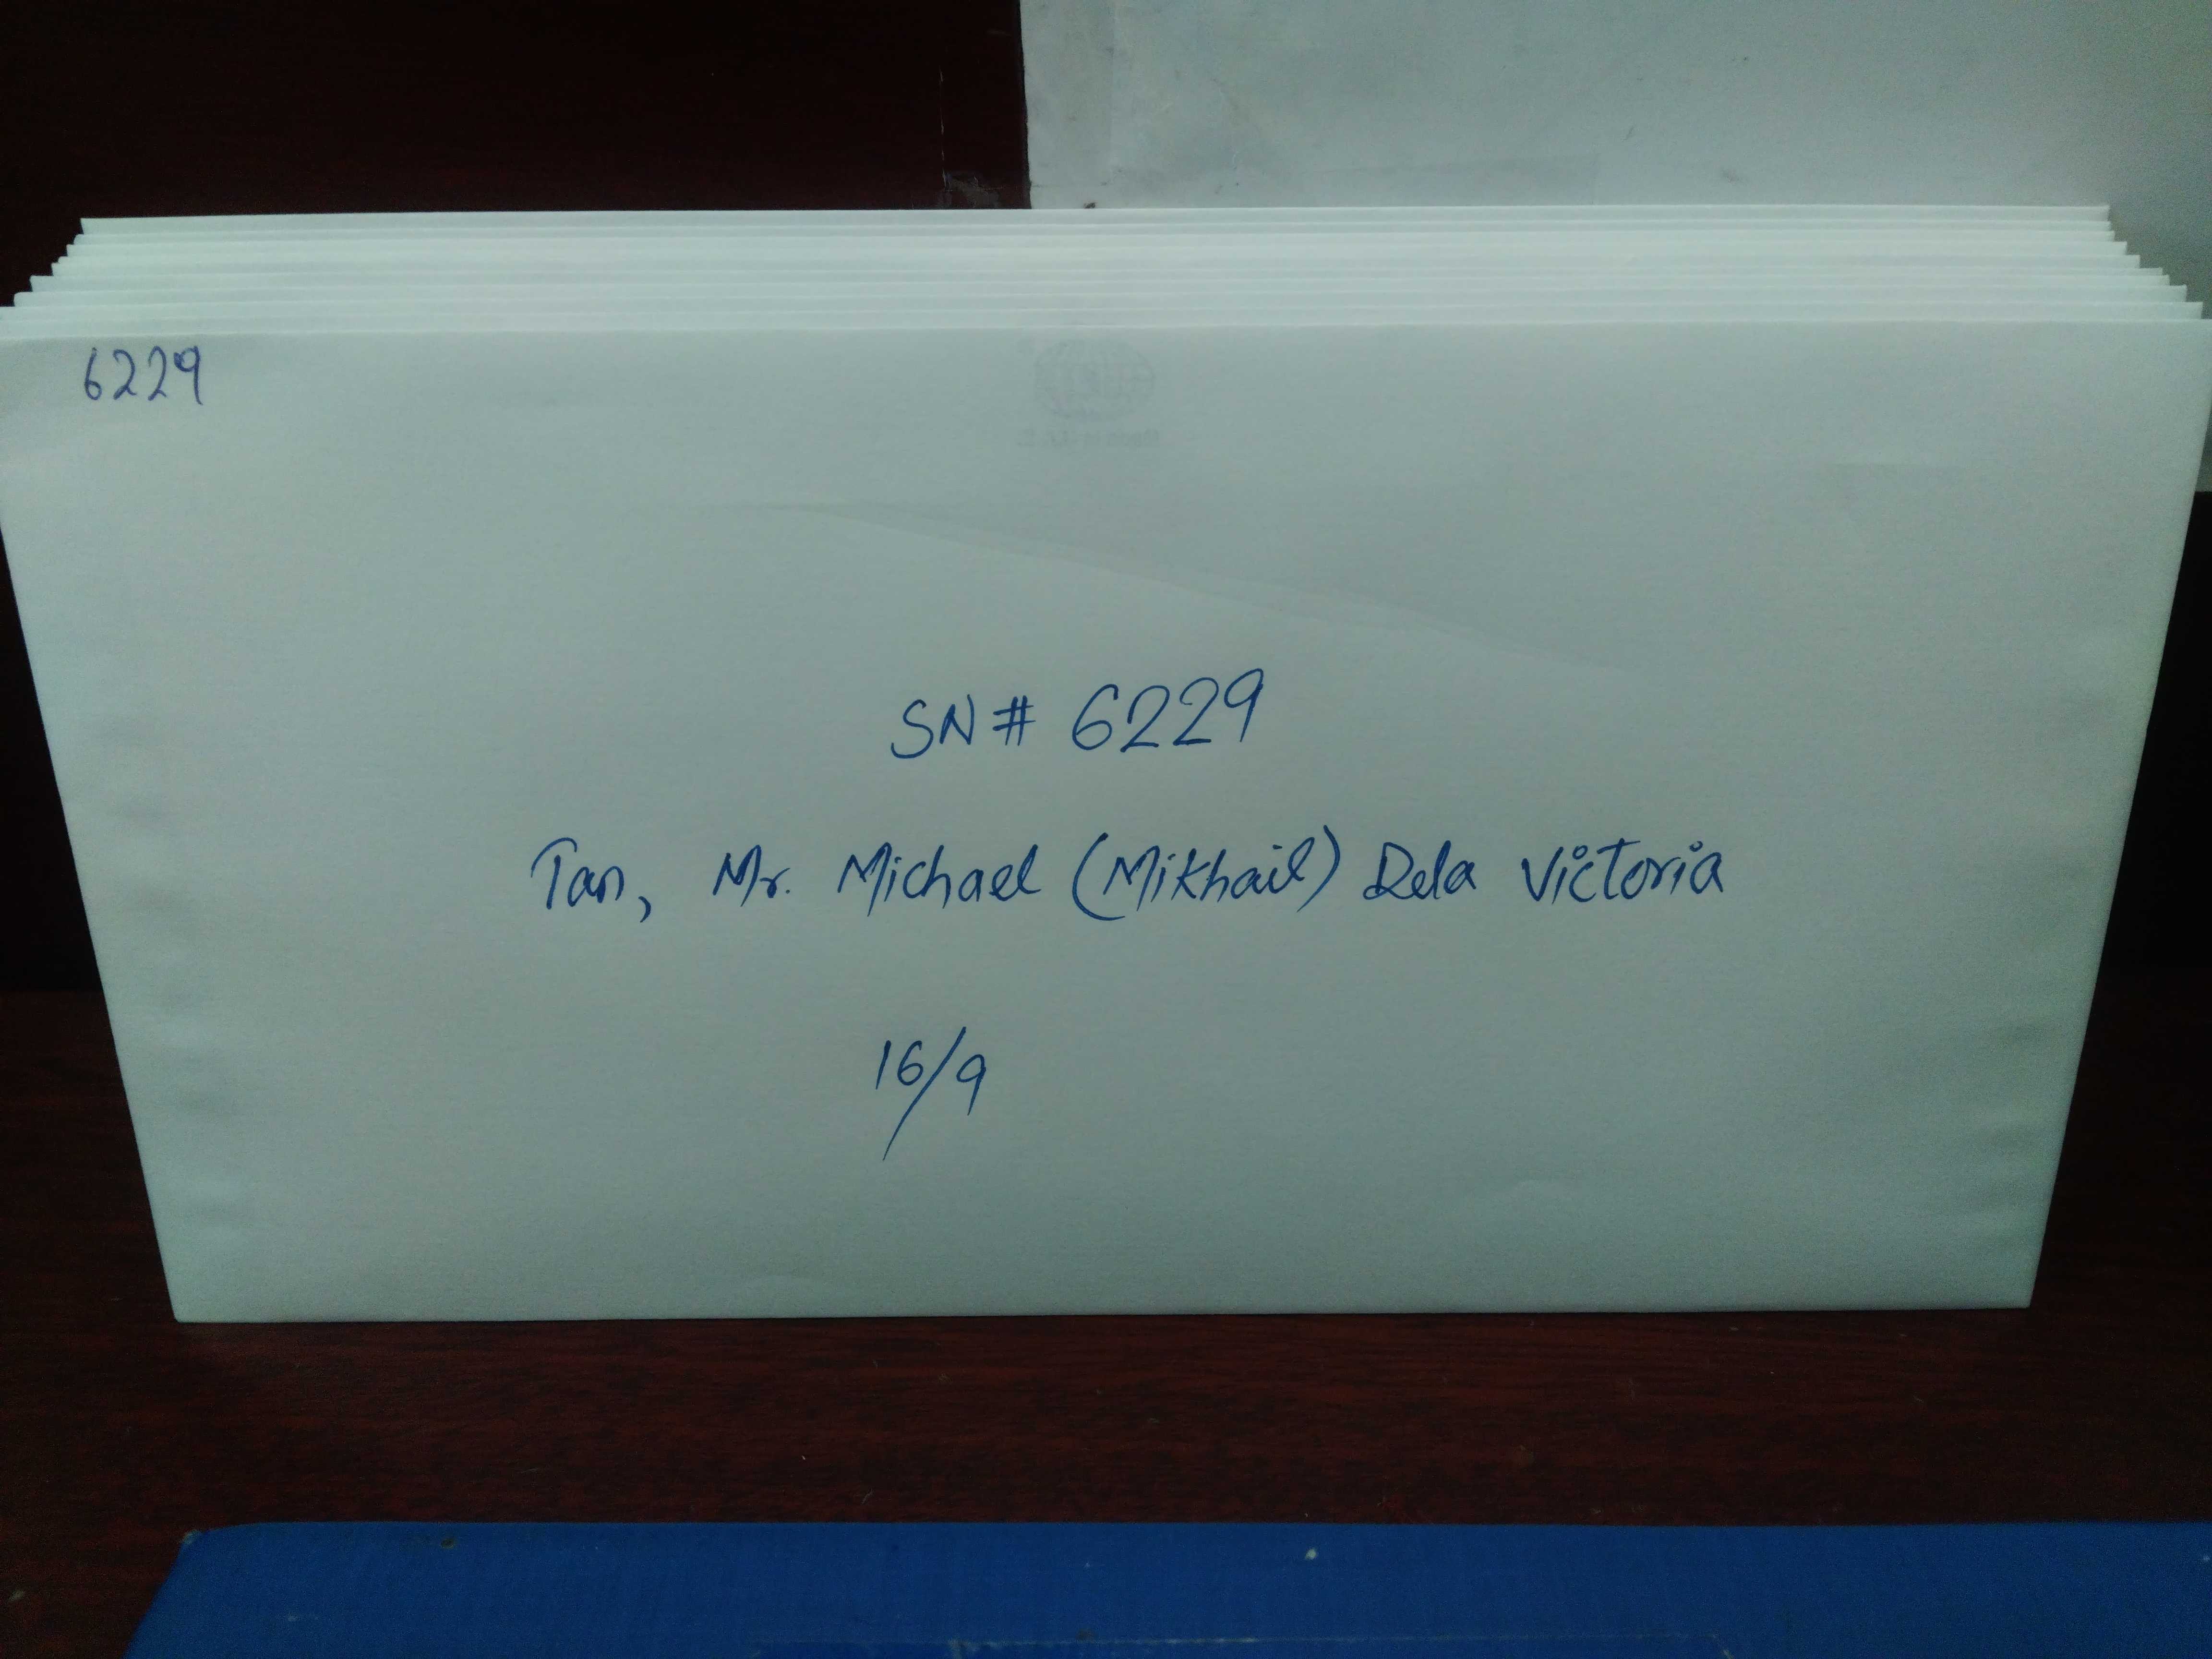 6229
SN# 6229
Tan, Mr. Michael (Mikhail) Dela Victoria
16/9